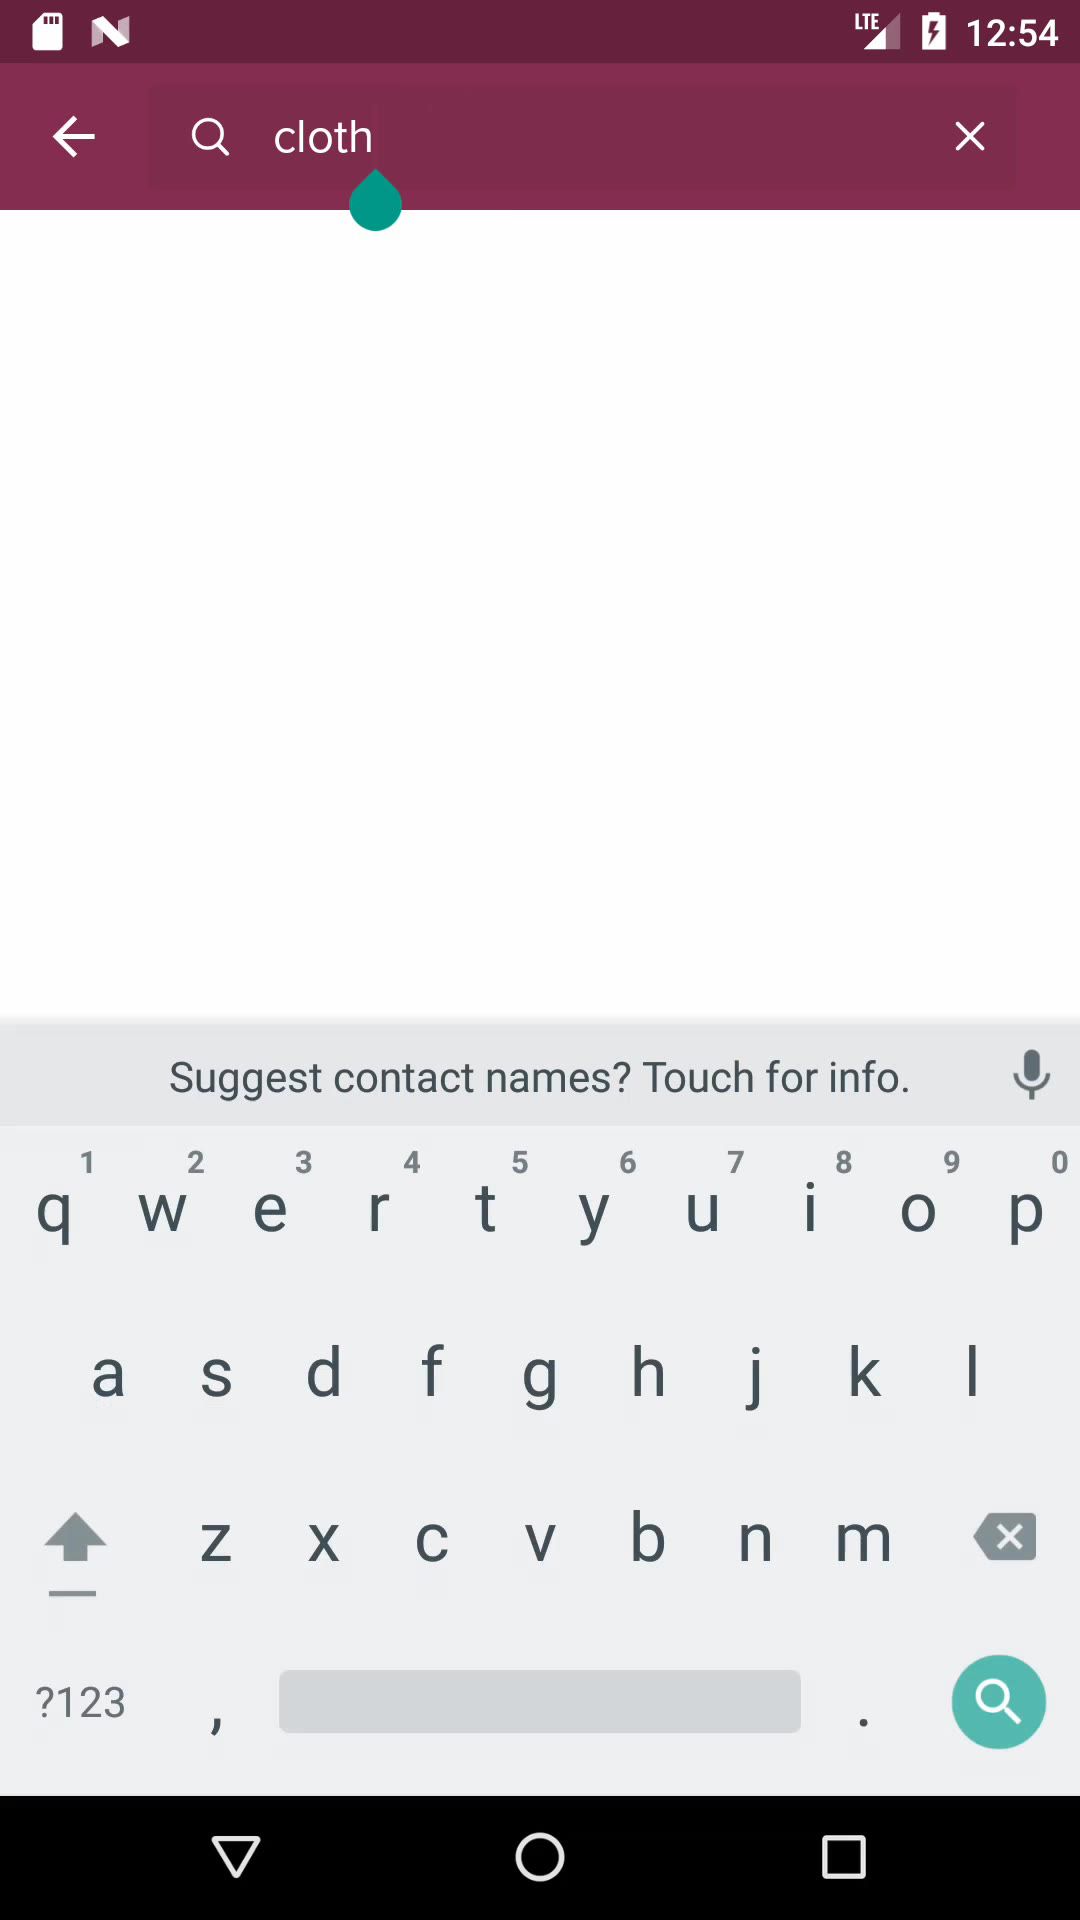 LTE 12:54
cloth
Suggest contact names? Touch for info.
1 2 3 4 5 6 7 8 9 0
q w e r t y u i o p
a s d f g h j k l
z x c v b n m
?123 , .